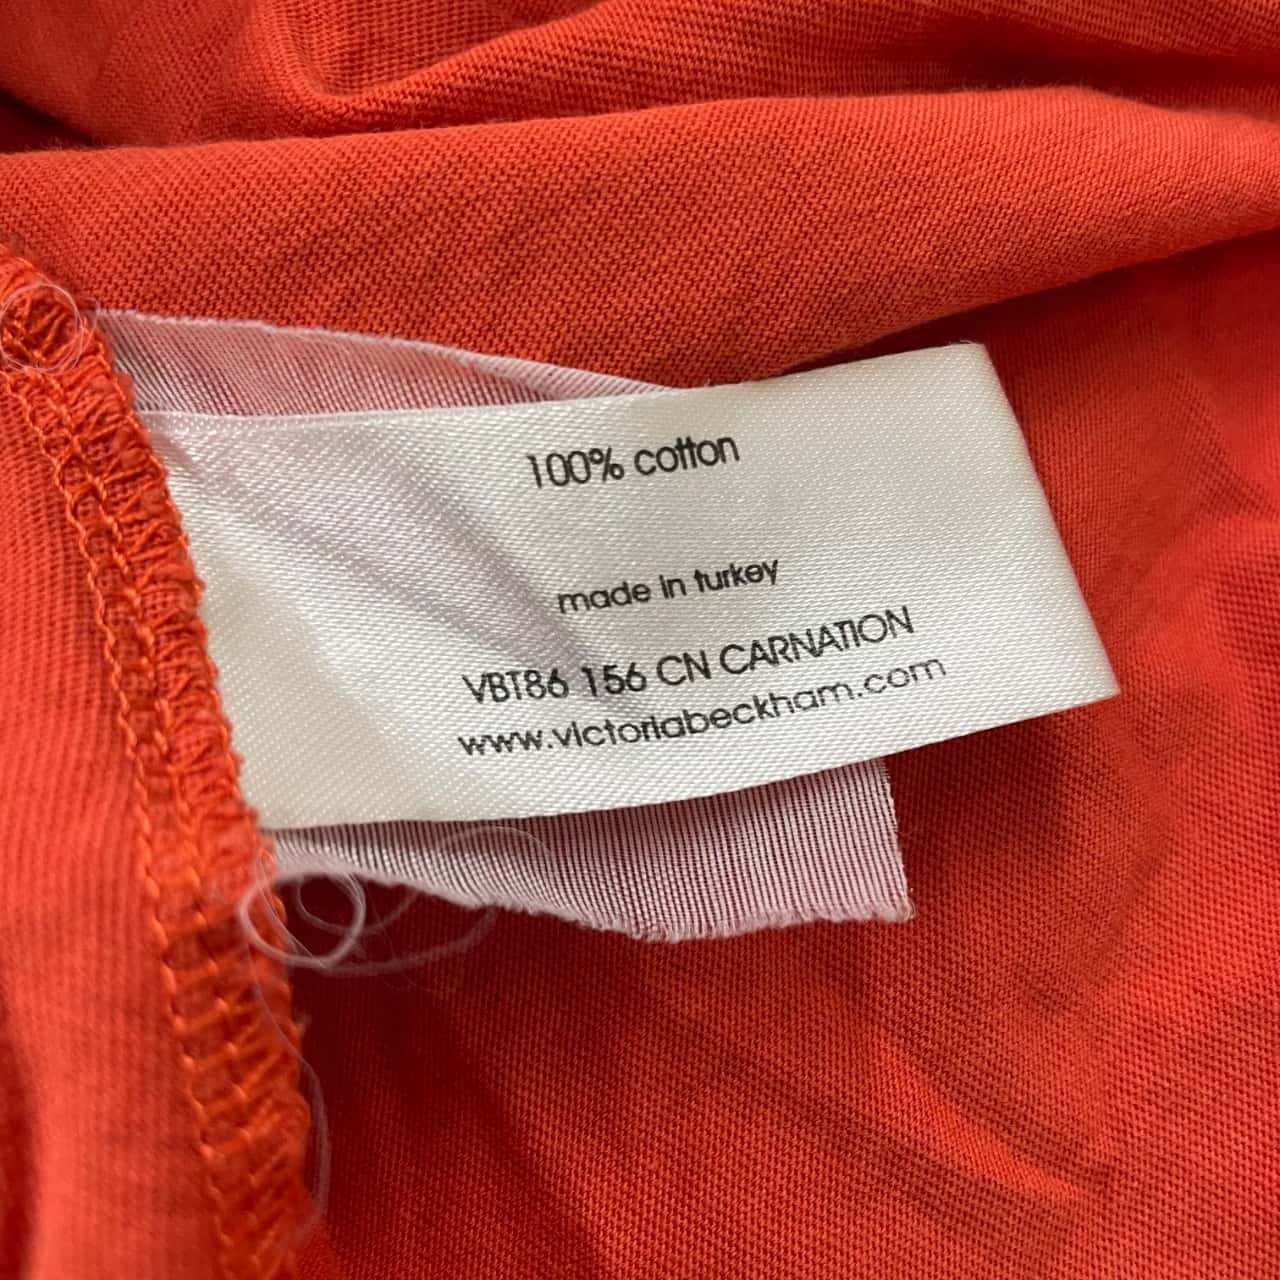 100% cotton
made in turkey
VBT86 156 CN CARNATION
www.victoriabeckham.com